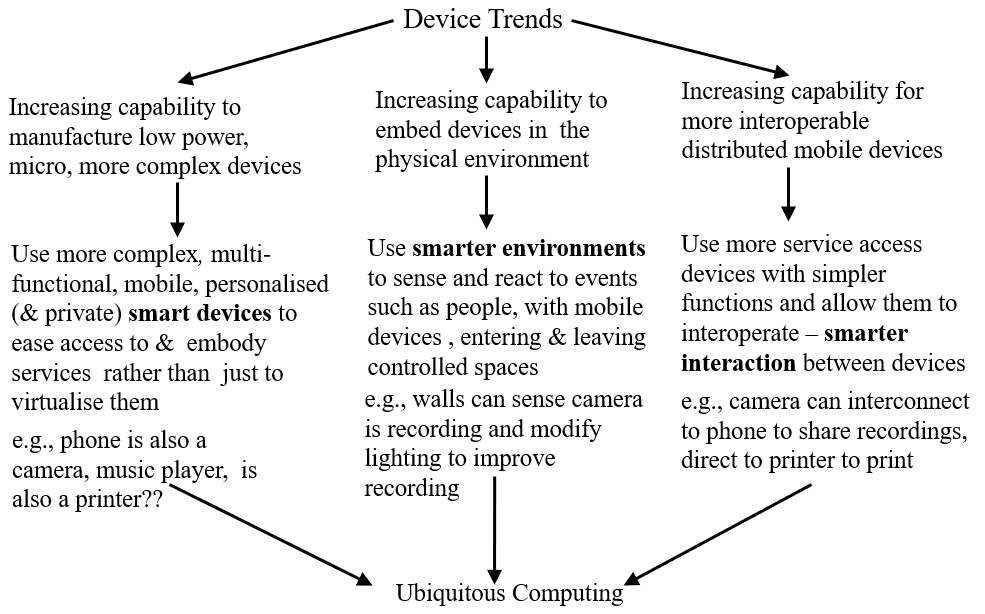 Device Trends
Increasing capability to
manufacture low power,
micro, more complex devices
Use more complex, multi-
functional, mobile, personalised
(& private) smart devices to
ease access to & embody
services rather than just to
virtualise them
e.g., phone is also a
camera, music player, is
also a printer??
Increasing capability to
embed devices in the
physical environment
Use smarter environments
to sense and react to events
such as people, with mobile
devices , entering & leaving
controlled spaces
e.g., walls can sense camera
is recording and modify
lighting to improve
recording
Increasing capability for
more interoperable
distributed mobile devices
Use more service access
devices with simpler
functions and allow them to
interoperate – smarter
interaction between devices
e.g., camera can interconnect
to phone to share recordings,
direct to printer to print
Ubiquitous Computing